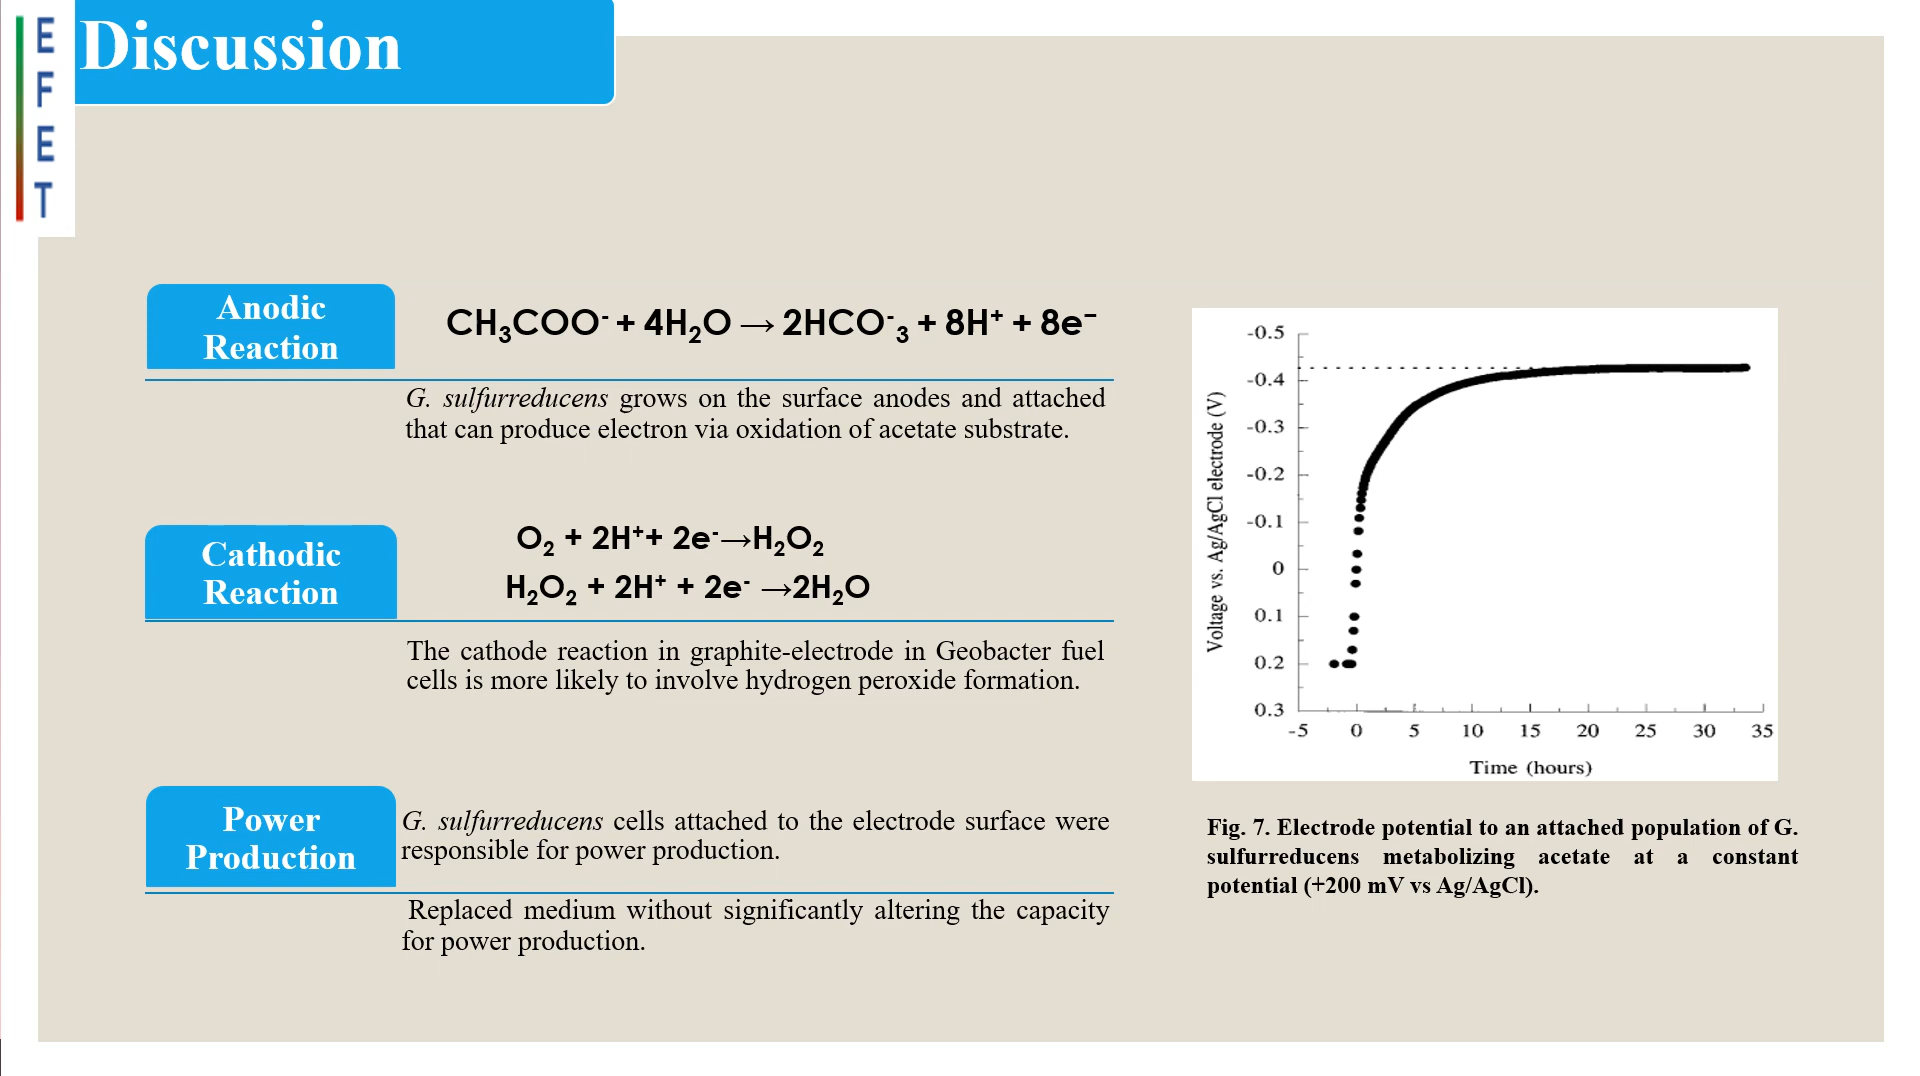 E
F
E
T
Discussion
Anodic
Reaction
CH₃COO⁻ + 4H₂O → 2HCO⁻₃ + 8H⁺ + 8e⁻
G. sulfurreducens grows on the surface anodes and attached
that can produce electron via oxidation of acetate substrate.
Cathodic
Reaction
O₂ + 2H⁺+ 2e⁻→H₂O₂
H₂O₂ + 2H⁺ + 2e⁻ →2H₂O
The cathode reaction in graphite-electrode in Geobacter fuel
cells is more likely to involve hydrogen peroxide formation.
Power
Production
G. sulfurreducens cells attached to the electrode surface were
responsible for power production.
Replaced medium without significantly altering the capacity
for power production.
Voltage vs. Ag/AgCl electrode (V)
-0.5
-0.4
-0.3
-0.2
-0.1
0
0.1
0.2
0.3
-5 0 5 10 15 20 25 30 35
Time (hours)
Fig. 7. Electrode potential to an attached population of G.
sulfurreducens metabolizing acetate at a constant
potential (+200 mV vs Ag/AgCl).